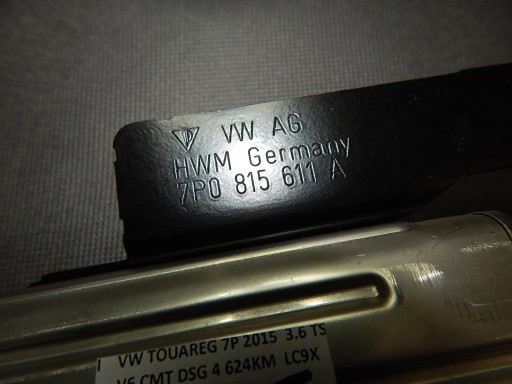 VW AG
HWM Germany
7P0 815 611 A
VW TOUAREG 7P 2015 3.6 TS
V6 CMT DSG 4 624KM LC9X